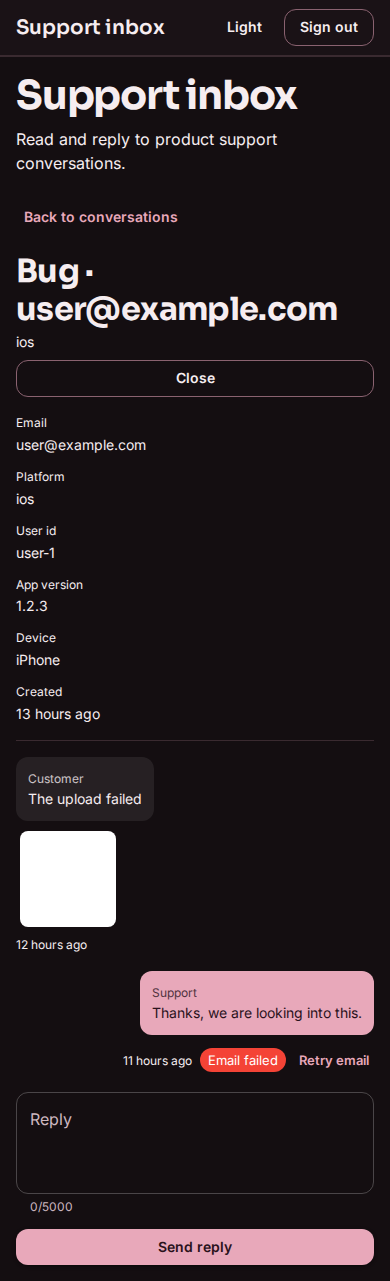 Support inbox
Light
Sign out
Support inbox
Read and reply to product support
conversations.
Back to conversations
Bug ·
user@example.com
ios
Close
Email
user@example.com
Platform
ios
User id
user-1
App version
1.2.3
Device
iPhone
Created
13 hours ago
Customer
The upload failed
12 hours ago
Support
Thanks, we are looking into this.
11 hours ago
Email failed
Retry email
Reply
0/5000
Send reply